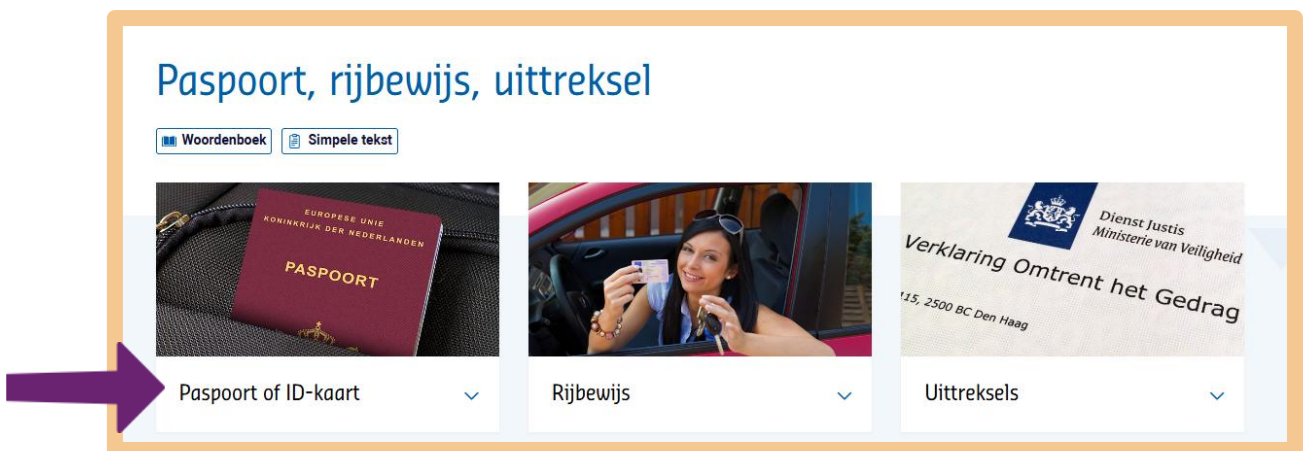 Paspoort, rijbewijs, uittreksel
Woordenboek
Simpele tekst
EUROPESE UNIE
KONINKRIJK DER NEDERLANDEN
PASPOORT
Dienst Justis
Ministerie van Veiligheid
Verklaring Omtrent het Gedrag
115, 2500 BC Den Haag
Paspoort of ID-kaart
Rijbewijs
Uittreksels